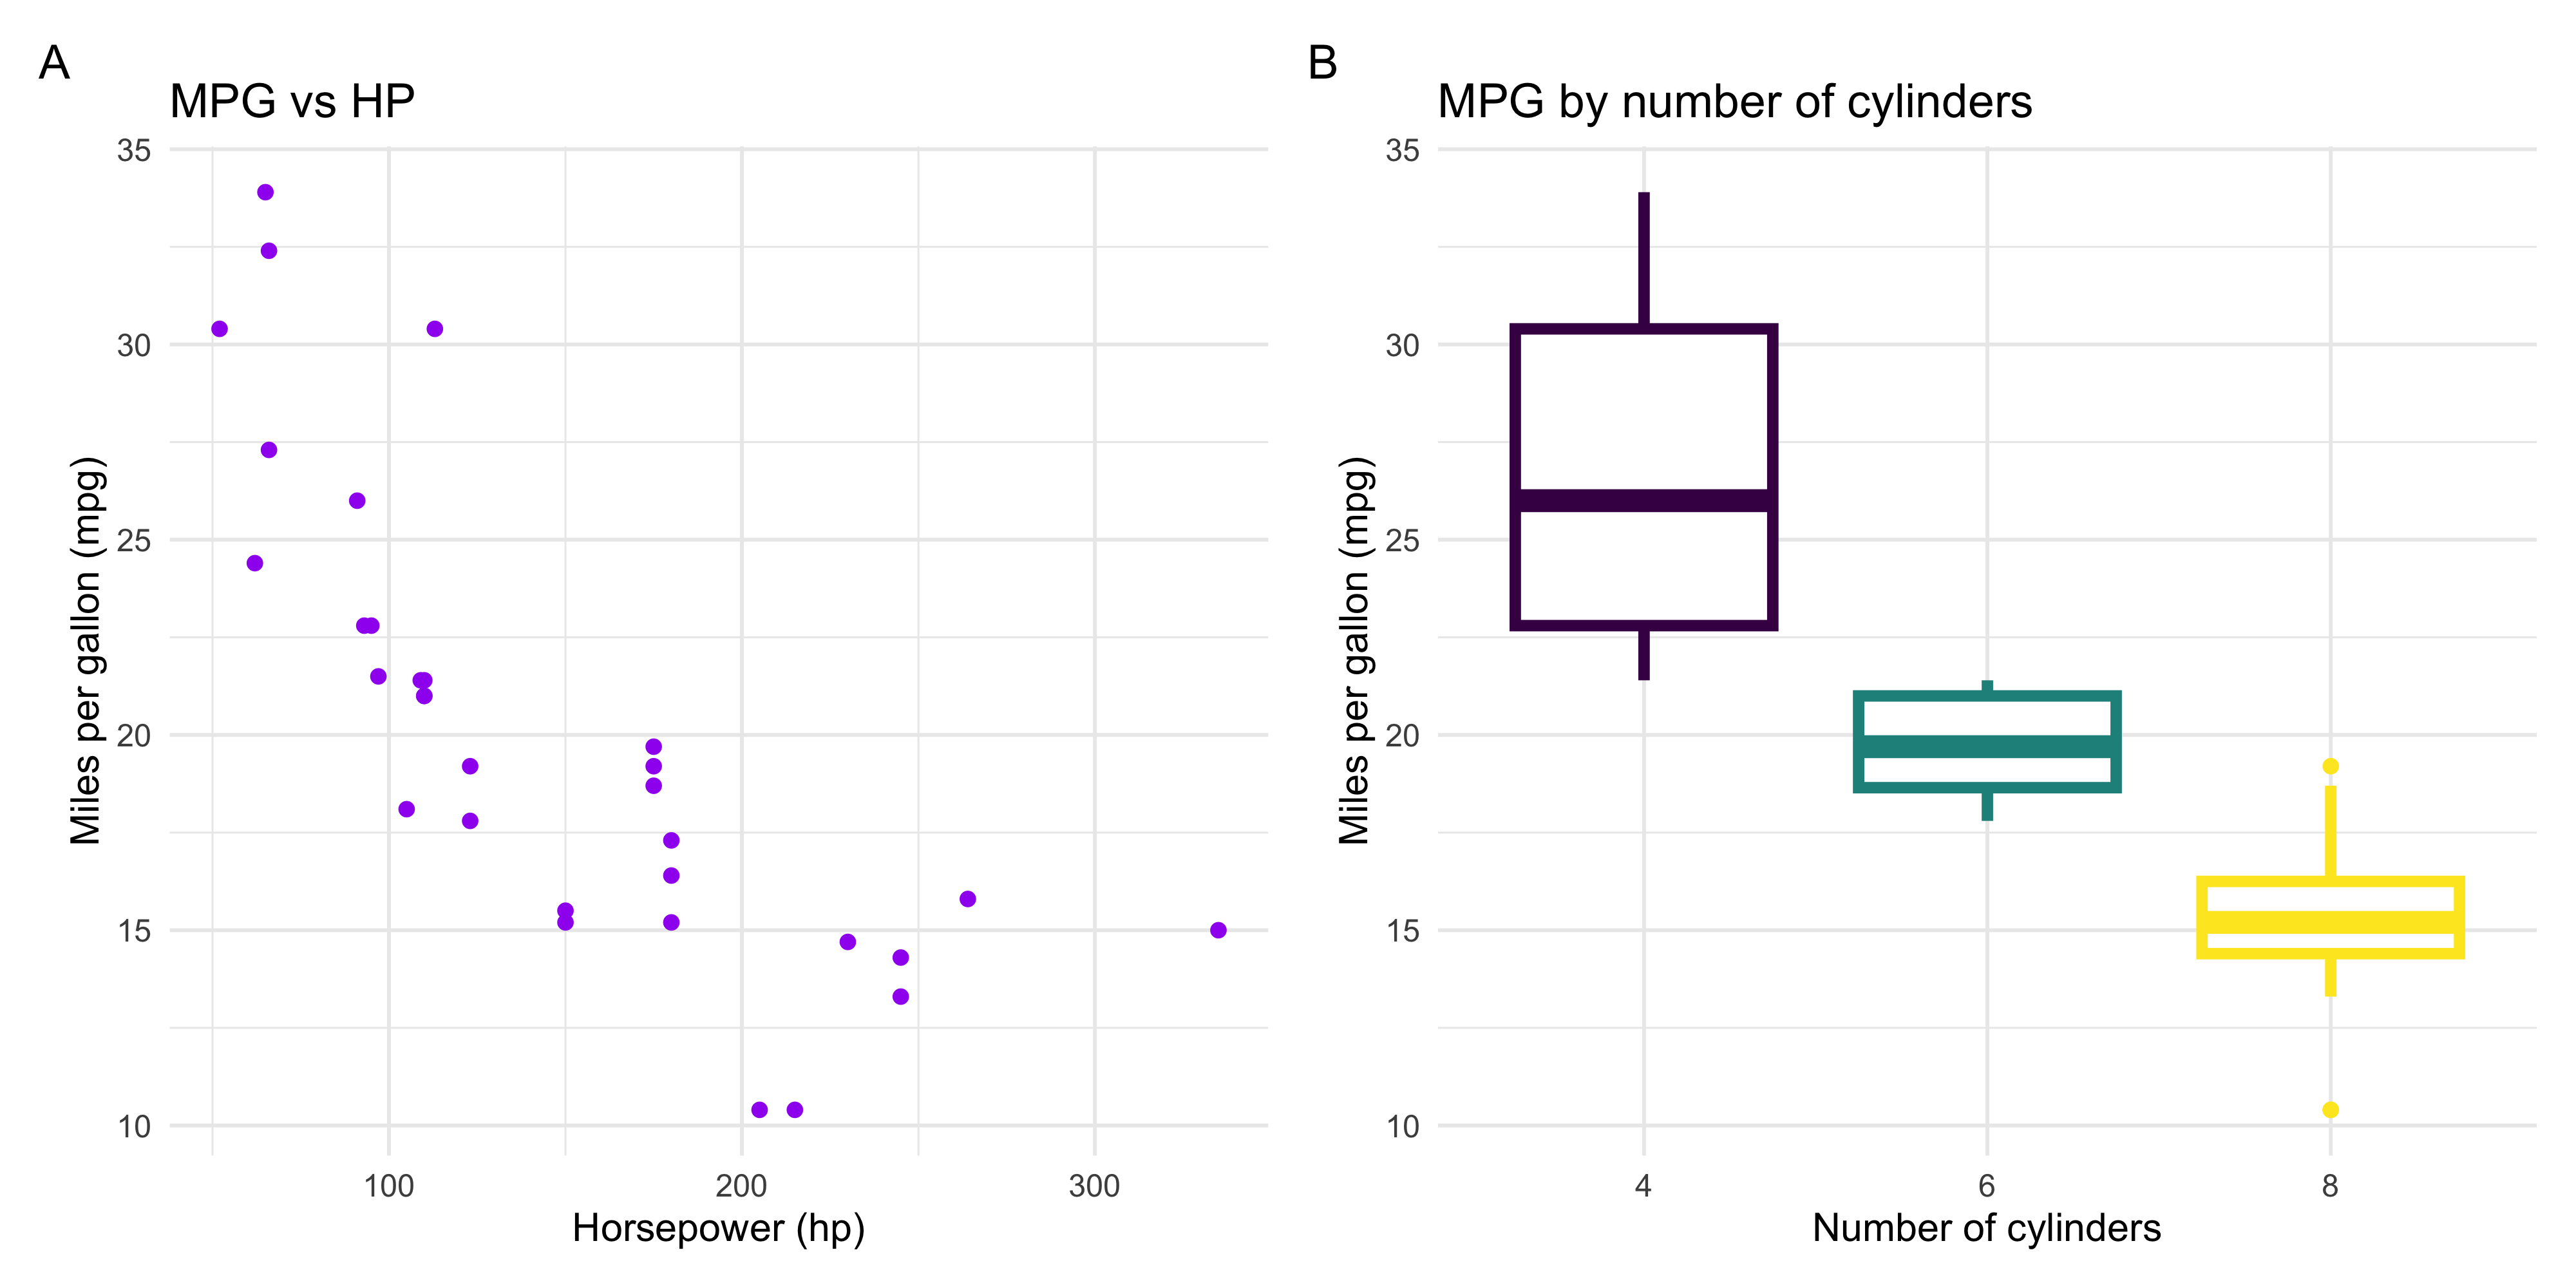 A
MPG vs HP
35
30
25
20
15
10
Miles per gallon (mpg)
100 200 300
Horsepower (hp)
B
MPG by number of cylinders
35
30
25
20
15
10
Miles per gallon (mpg)
4 6 8
Number of cylinders